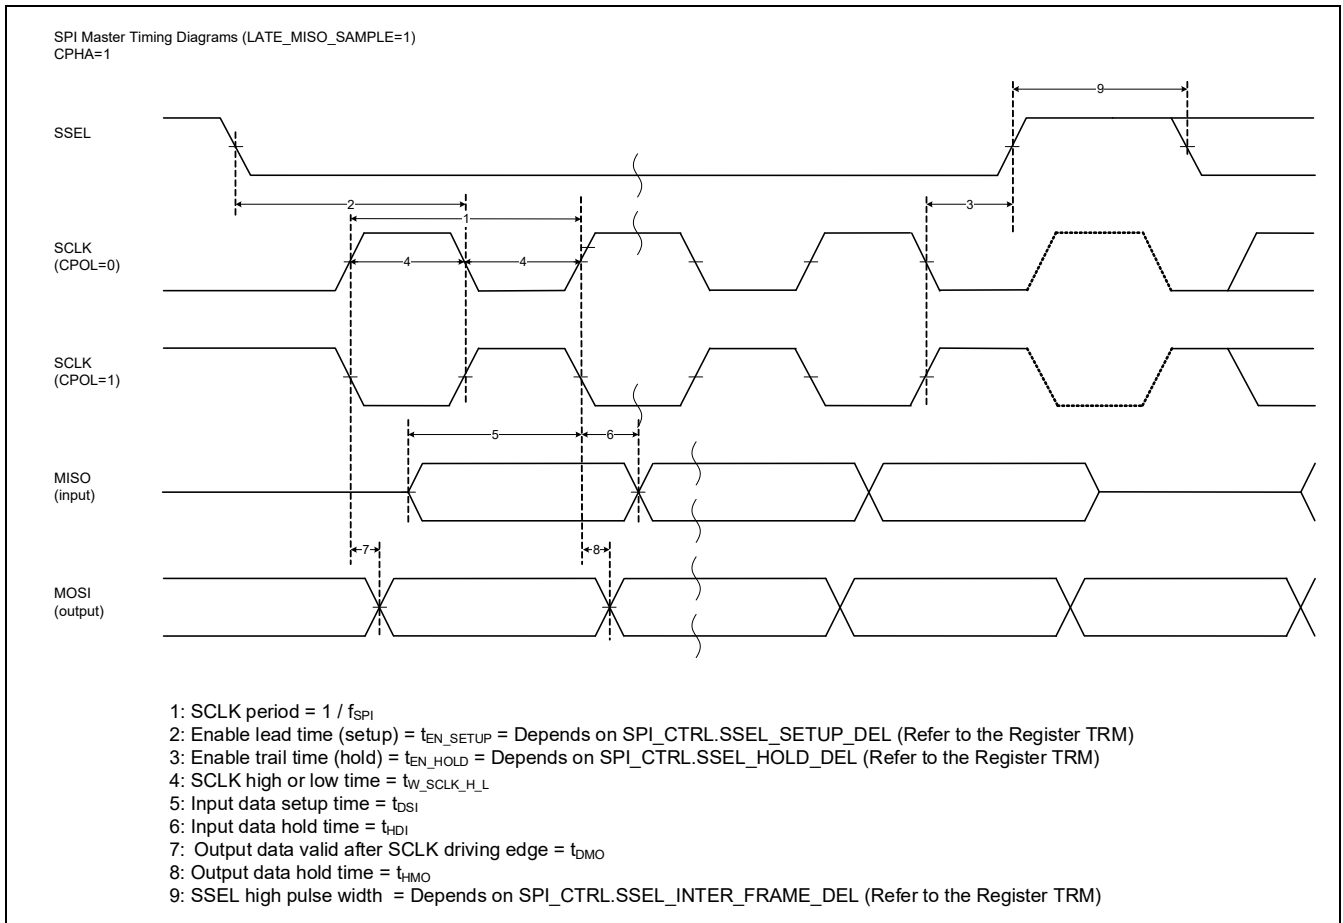 SPI Master Timing Diagrams (LATE_MISO_SAMPLE=1)
CPHA=1
9
SSEL
2
3
1
SCLK
(CPOL=0)
4
4
SCLK
(CPOL=1)
5
6
MISO
(input)
7
8
MOSI
(output)
1: SCLK period = 1 / fSPI
2: Enable lead time (setup) = tEN_SETUP = Depends on SPI_CTRL.SSEL_SETUP_DEL (Refer to the Register TRM)
3: Enable trail time (hold) = tEN_HOLD = Depends on SPI_CTRL.SSEL_HOLD_DEL (Refer to the Register TRM)
4: SCLK high or low time = tW_SCLK_H_L
5: Input data setup time = tDSI
6: Input data hold time = tHDI
7: Output data valid after SCLK driving edge = tDMO
8: Output data hold time = tHMO
9: SSEL high pulse width = Depends on SPI_CTRL.SSEL_INTER_FRAME_DEL (Refer to the Register TRM)